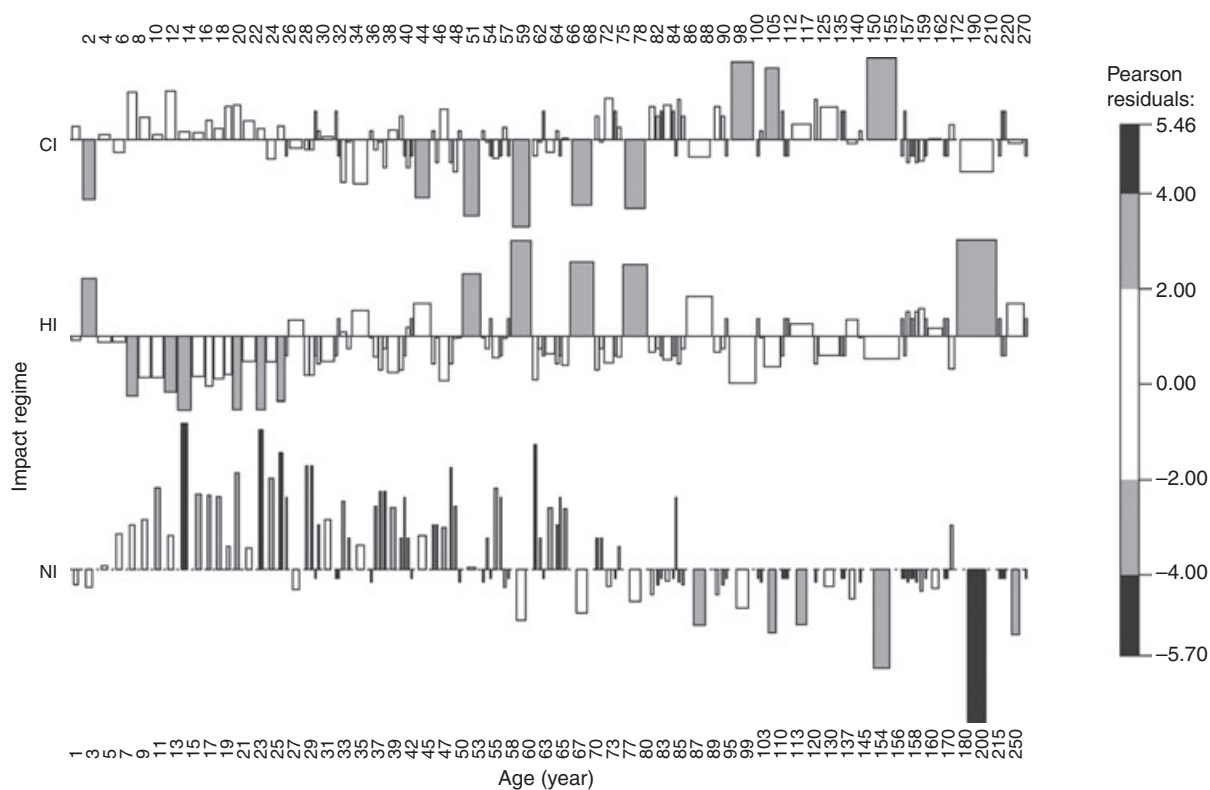 2 4 6 8 10 12 14 16 18 20 22 24 26 28 30 32 34 36 38 40 44 46 48 51 54 57 59 62 64 66 68 72 75 78 82 84 86 88 90 98 100 105 112 117 125 135 140 150 155 157 159 162 172 190 210 220 270
Pearson
residuals:
5.46
CI
4.00
2.00
HI
0.00
Impact regime
−2.00
−4.00
NI
−5.70
1 3 5 7 9 11 13 15 17 19 21 23 25 27 29 31 33 35 37 39 42 45 47 50 53 55 58 60 63 65 67 70 73 77 80 83 85 87 89 95 99 103 110 113 120 130 137 145 154 156 158 160 170 180 200 215 250
Age (year)